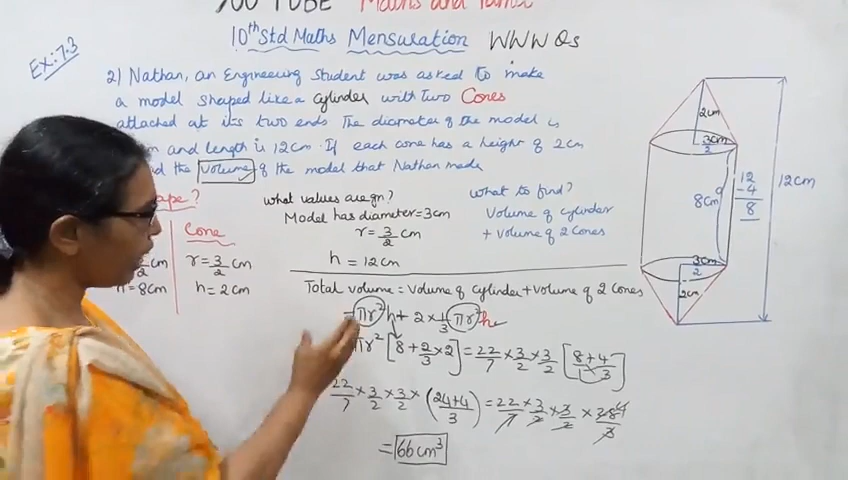 YOU TUBE Maths and Tamil
10th Std Maths Mensuration WWW Qs
Ex: 7.3
2) Nathan, an Engineering student was asked to make
a model shaped like a cylinder with two Cones
attached at its two ends The diameter of the model is
m and length is 12cm. If each cone has a height of 2cm
d the volume of the model that Nathan made
ape?
Cone
3/2 cm r = 3/2 cm
h = 8cm h = 2cm
what values are gn?
Model has diameter = 3cm
r = 3/2 cm
h = 12cm
what to find?
Volume of cylinder
+ volume of 2 cones
Total volume = volume of cylinder + volume of 2 cones
= πr²h + 2 × 1/3 πr²h
πr² [8 + 2/3 × 2] = 22/7 × 3/2 × 3/2 [8 + 4/3]
22/7 × 3/2 × 3/2 × (24+4/3) = 22/7 × 3/2 × 3/2 × 28/3 4
= 66cm³
2cm
3cm
2
8cm
12
-4
8
12cm
3cm
2
2cm